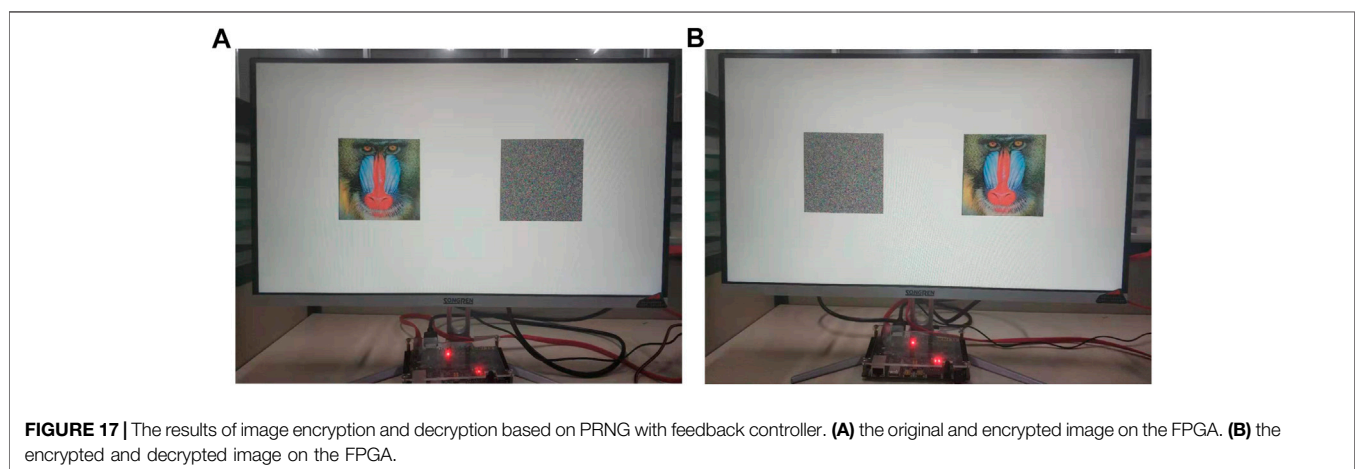 A
B
FIGURE 17 | The results of image encryption and decryption based on PRNG with feedback controller. (A) the original and encrypted image on the FPGA. (B) the
encrypted and decrypted image on the FPGA.